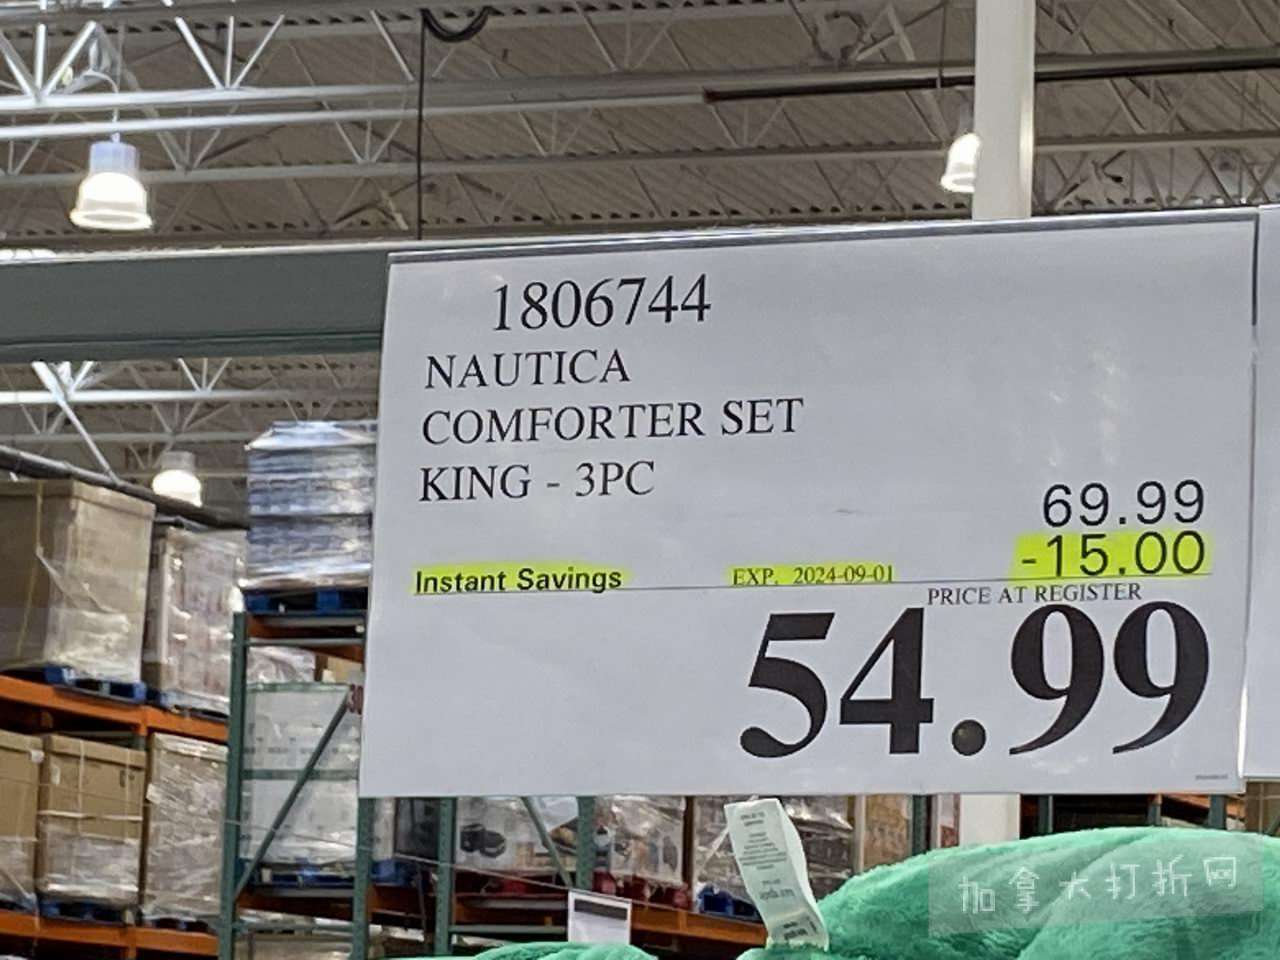 1806744
NAUTICA
COMFORTER SET
KING - 3PC
69.99
-15.00
Instant Savings EXP. 2024-09-01
PRICE AT REGISTER
54.99
加拿大打折网